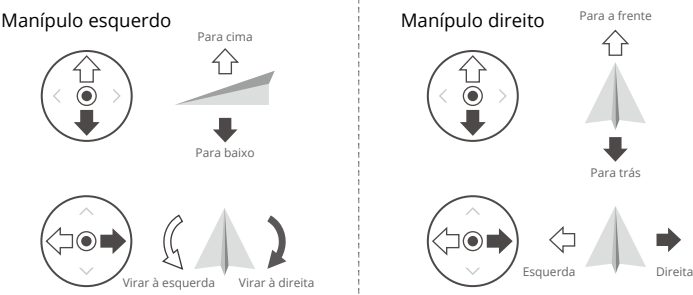 Manípulo esquerdo
Para cima
Para baixo
Virar à esquerda
Virar à direita
Manípulo direito
Para a frente
Para trás
Esquerda
Direita